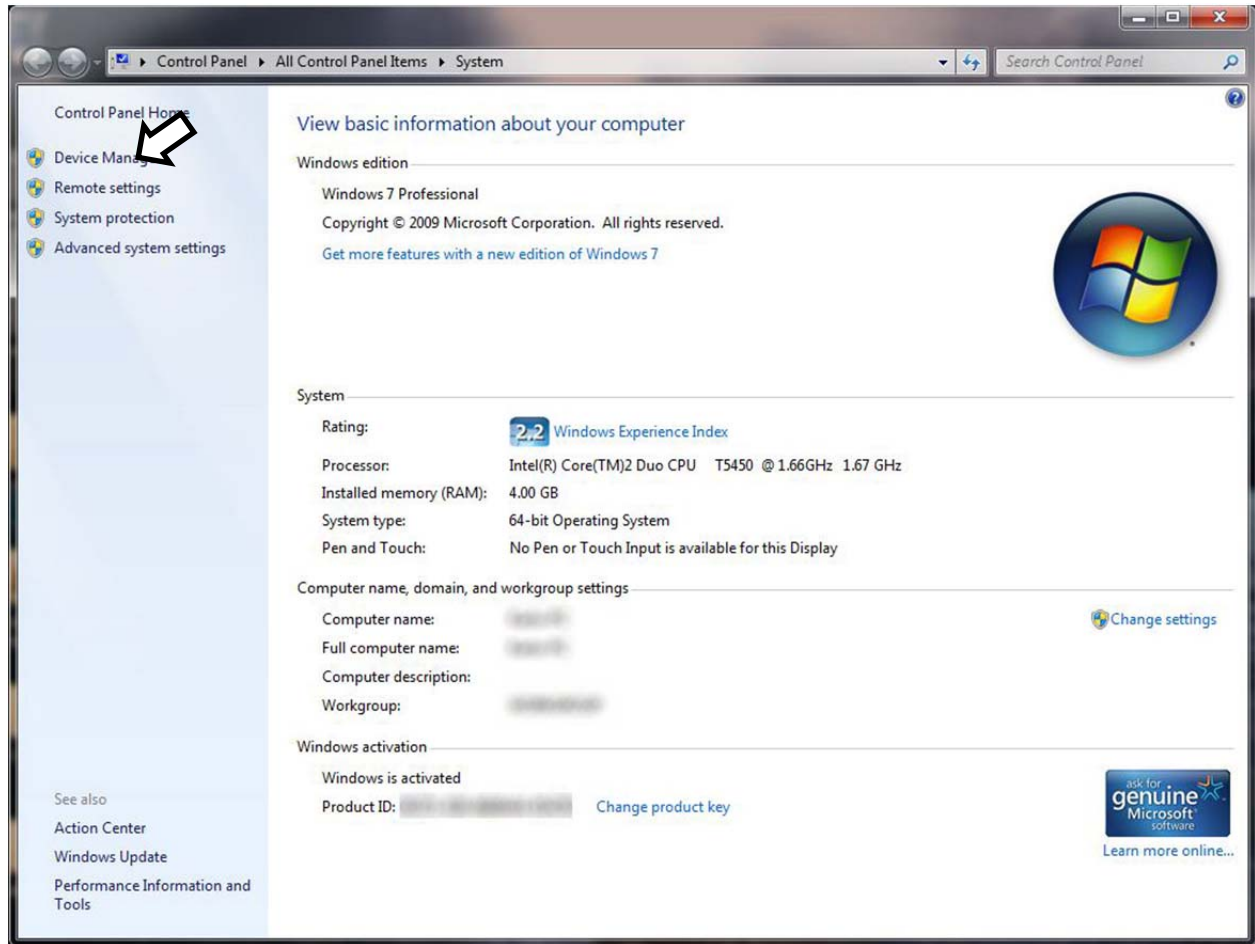 Control Panel ▸ All Control Panel Items ▸ System
Search Control Panel
Control Panel Home
Device Manag
Remote settings
System protection
Advanced system settings
See also
Action Center
Windows Update
Performance Information and
Tools
View basic information about your computer
Windows edition
Windows 7 Professional
Copyright © 2009 Microsoft Corporation. All rights reserved.
Get more features with a new edition of Windows 7
System
Rating:
2.2 Windows Experience Index
Processor: Intel(R) Core(TM)2 Duo CPU T5450 @ 1.66GHz 1.67 GHz
Installed memory (RAM): 4.00 GB
System type: 64-bit Operating System
Pen and Touch: No Pen or Touch Input is available for this Display
Computer name, domain, and workgroup settings
Computer name:
Change settings
Full computer name:
Computer description:
Workgroup:
Windows activation
Windows is activated
Product ID:
Change product key
ask for
genuine
Microsoft
software
Learn more online...